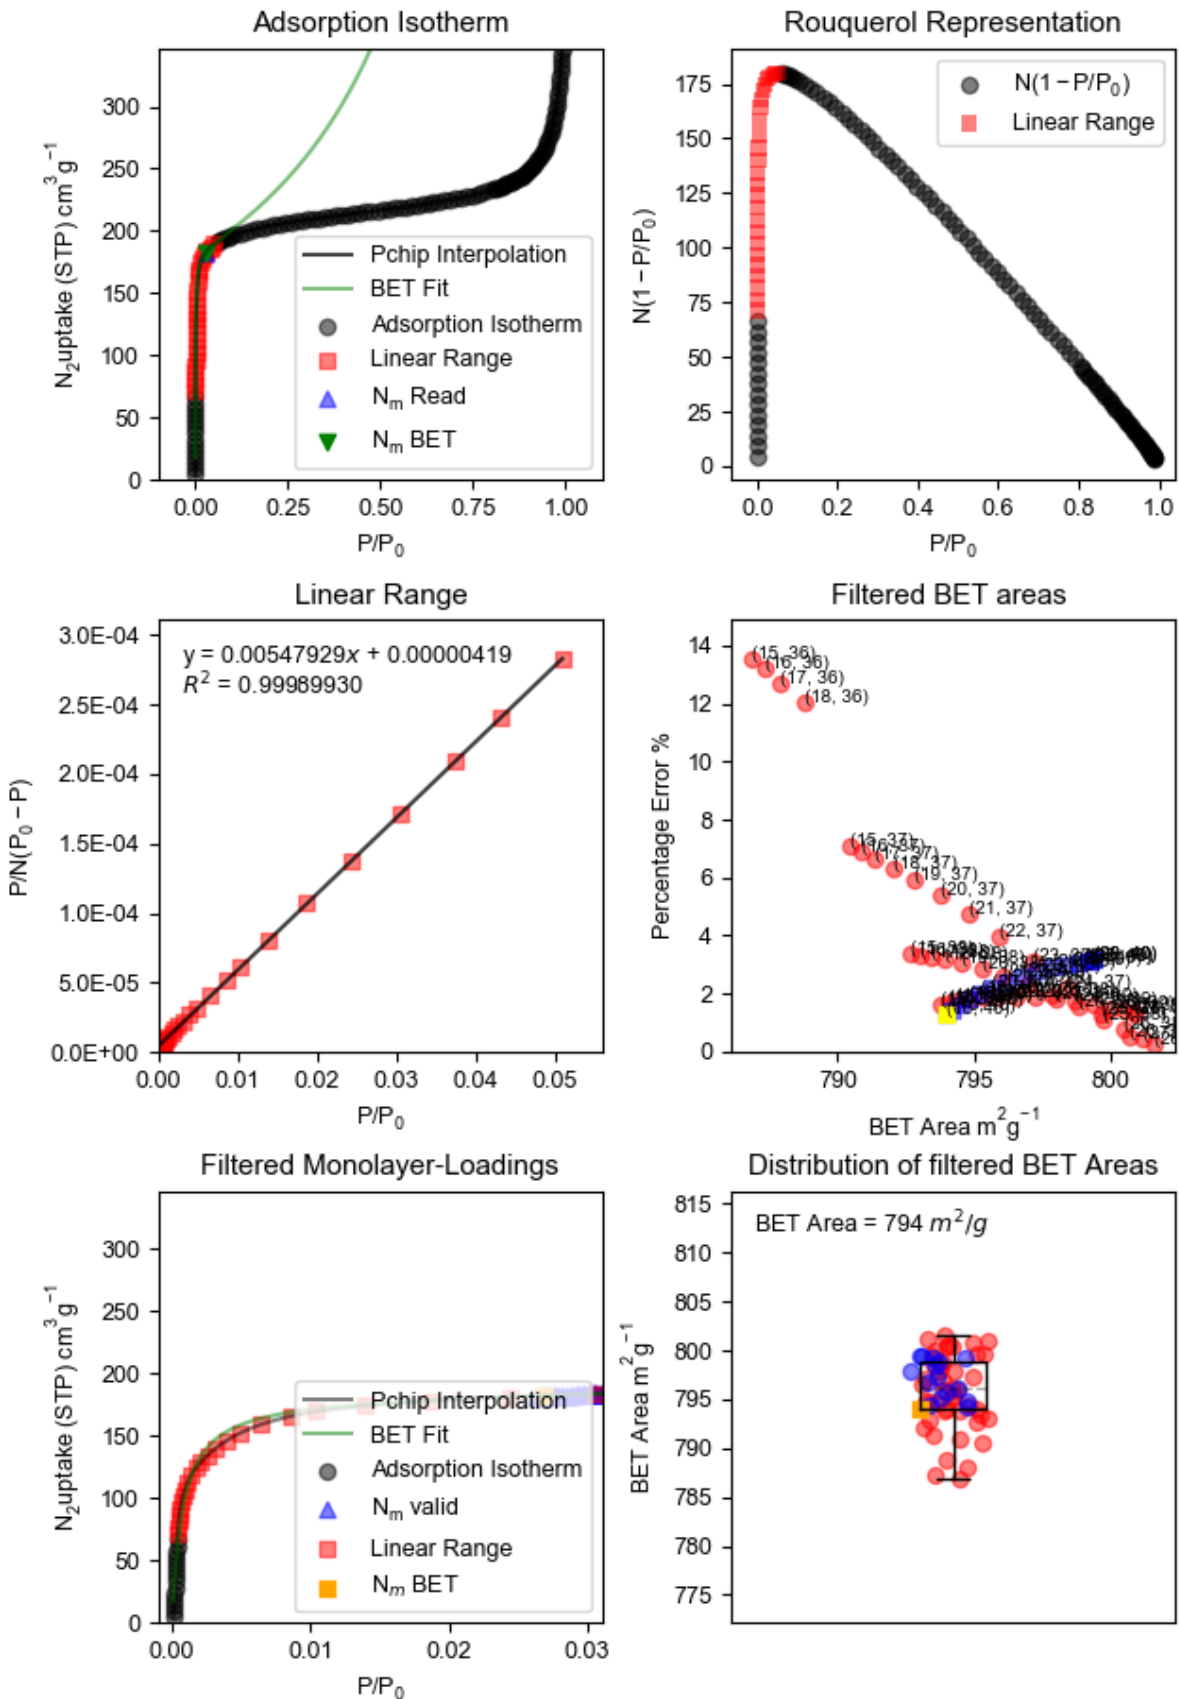 Adsorption Isotherm
N₂uptake (STP) cm³g⁻¹
300
250
200
150
100
50
0
0.00 0.25 0.50 0.75 1.00
P/P₀
Pchip Interpolation
BET Fit
Adsorption Isotherm
Linear Range
Nₘ Read
Nₘ BET
Rouquerol Representation
N(1−P/P₀)
175
150
125
100
75
50
25
0
0.0 0.2 0.4 0.6 0.8 1.0
P/P₀
N(1−P/P₀)
Linear Range
Linear Range
P/N(P₀−P)
3.0E-04
2.5E-04
2.0E-04
1.5E-04
1.0E-04
5.0E-05
0.0E+00
0.00 0.01 0.02 0.03 0.04 0.05
P/P₀
y = 0.00547929x + 0.00000419
R² = 0.99989930
Filtered BET areas
Percentage Error %
14
12
10
8
6
4
2
0
790 795 800
BET Area m²g⁻¹
(15, 36)
(16, 36)
(17, 36)
(18, 36)
(15, 37)
(18, 37)
(19, 37)
(20, 37)
(21, 37)
(22, 37)
Filtered Monolayer-Loadings
N₂uptake (STP) cm³g⁻¹
300
250
200
150
100
50
0
0.00 0.01 0.02 0.03
P/P₀
Pchip Interpolation
BET Fit
Adsorption Isotherm
Nₘ valid
Linear Range
Nₘ BET
Distribution of filtered BET Areas
BET Area m²g⁻¹
815
810
805
800
795
790
785
780
775
BET Area = 794 m²/g